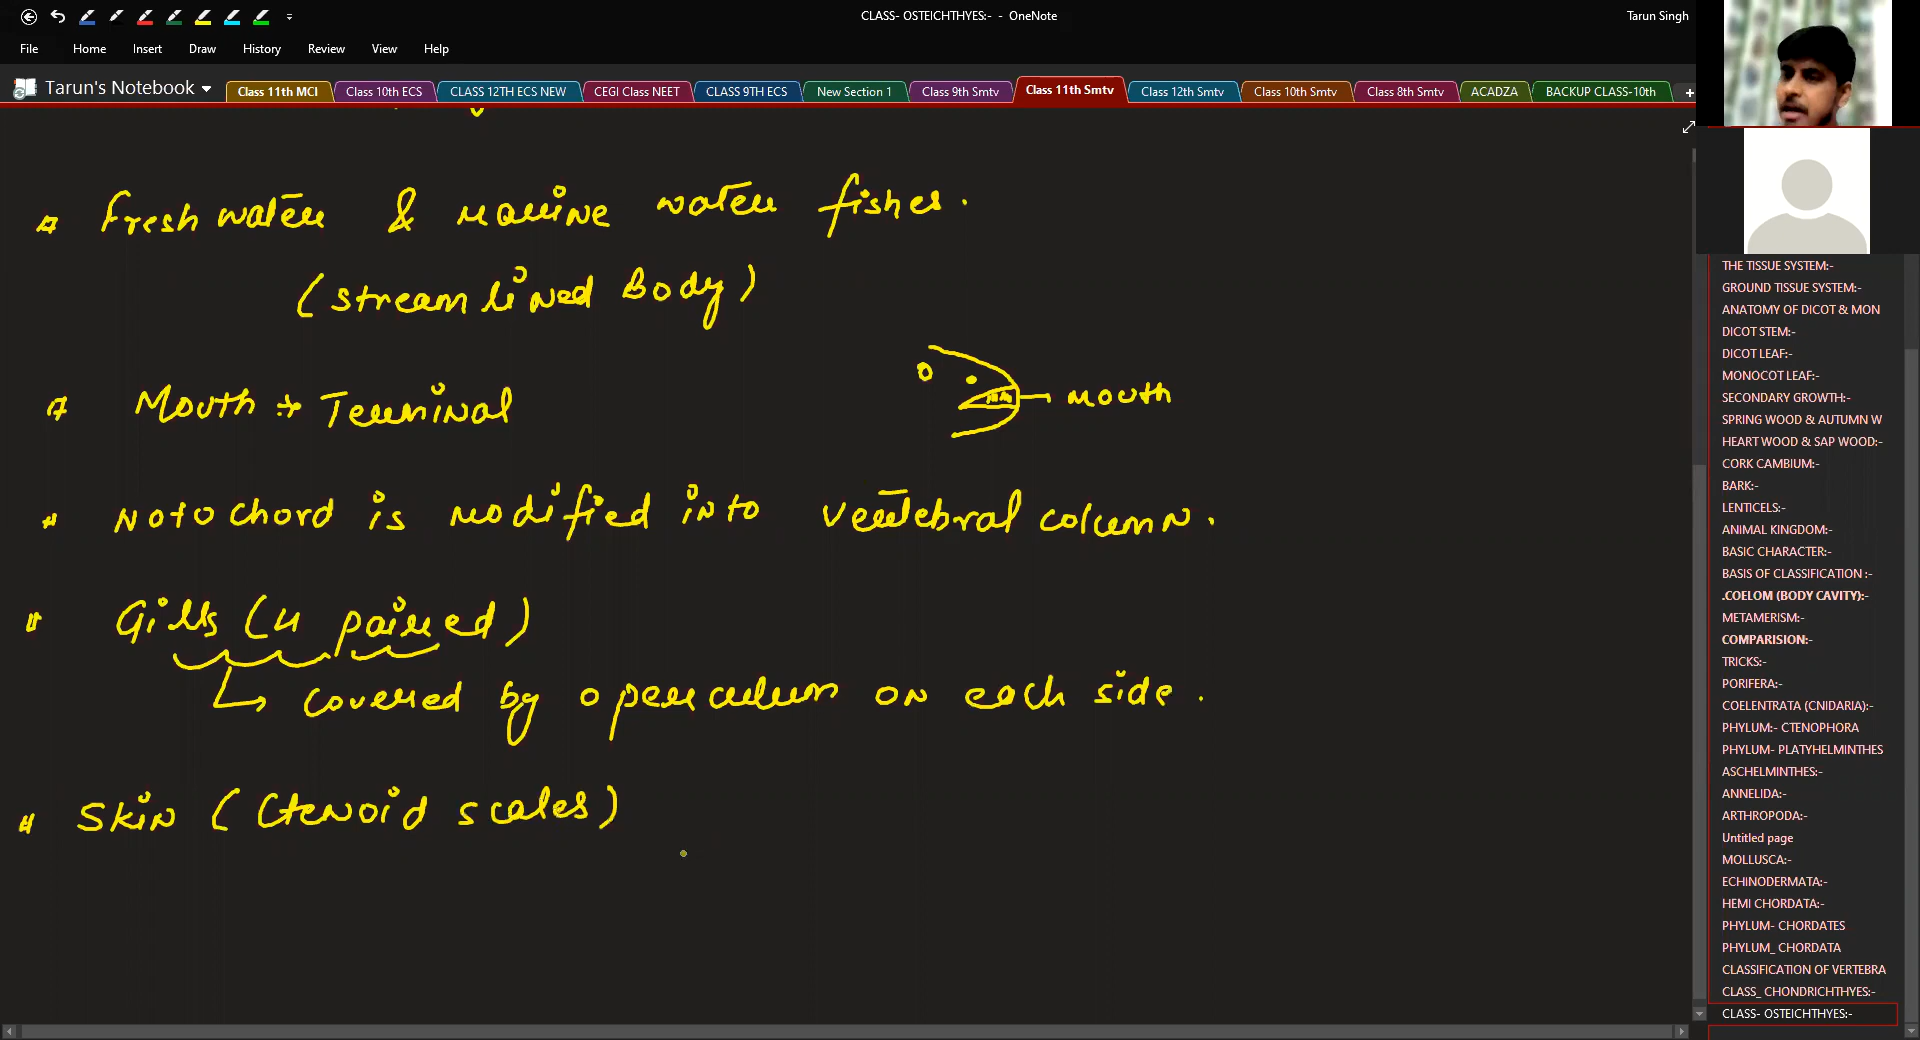 CLASS- OSTEICHTHYES:- - OneNote
Tarun Singh
File Home Insert Draw History Review View Help
Tarun's Notebook
Class 11th MCI Class 10th ECS CLASS 12TH ECS NEW CEGI Class NEET CLASS 9TH ECS New Section 1 Class 9th Smtv Class 11th Smtv Class 12th Smtv Class 10th Smtv Class 8th Smtv ACADZA BACKUP CLASS-10th +
Fresh water & marine water fishes.
(streamlined Body)
Mouth → Terminal
mouth
Notochord is modified into vertebral column.
Gills (4 paired)
↳ covered by operculum on each side.
Skin (Ctenoid scales)
THE TISSUE SYSTEM:-
GROUND TISSUE SYSTEM:-
ANATOMY OF DICOT & MON
DICOT STEM:-
DICOT LEAF:-
MONOCOT LEAF:-
SECONDARY GROWTH:-
SPRING WOOD & AUTUMN W
HEART WOOD & SAP WOOD:-
CORK CAMBIUM:-
BARK:-
LENTICELS:-
ANIMAL KINGDOM:-
BASIC CHARACTER:-
BASIS OF CLASSIFICATION :-
.COELOM (BODY CAVITY):-
METAMERISM:-
COMPARISION:-
TRICKS:-
PORIFERA:-
COELENTRATA (CNIDARIA):-
PHYLUM:- CTENOPHORA
PHYLUM- PLATYHELMINTHES
ASCHELMINTHES:-
ANNELIDA:-
ARTHROPODA:-
Untitled page
MOLLUSCA:-
ECHINODERMATA:-
HEMI CHORDATA:-
PHYLUM- CHORDATES
PHYLUM_ CHORDATA
CLASSIFICATION OF VERTEBRA
CLASS_ CHONDRICHTHYES:-
CLASS- OSTEICHTHYES:-